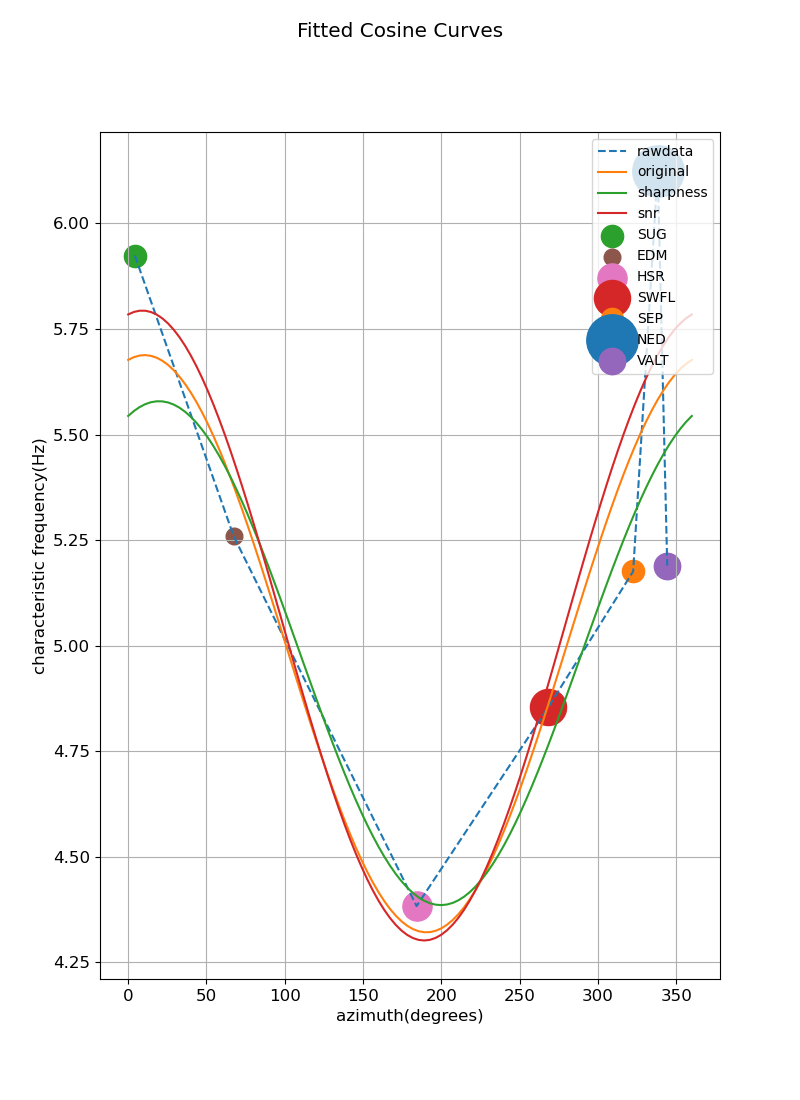 Fitted Cosine Curves
rawdata
original
sharpness
snr
SUG
EDM
HSR
SWFL
SEP
NED
VALT
6.00
5.75
5.50
5.25
5.00
4.75
4.50
4.25
characteristic frequency(Hz)
0 50 100 150 200 250 300 350
azimuth(degrees)